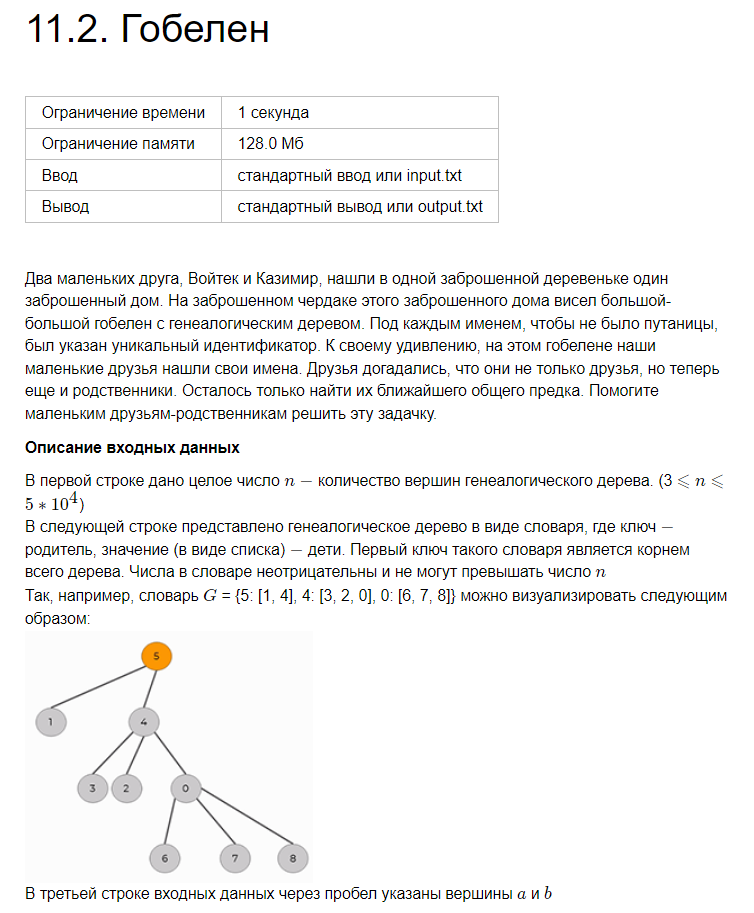 11.2. Гобелен
Ограничение времени 1 секунда
Ограничение памяти 128.0 Мб
Ввод стандартный ввод или input.txt
Вывод стандартный вывод или output.txt
Два маленьких друга, Войтек и Казимир, нашли в одной заброшенной деревеньке один
заброшенный дом. На заброшенном чердаке этого заброшенного дома висел большой-
большой гобелен с генеалогическим деревом. Под каждым именем, чтобы не было путаницы,
был указан уникальный идентификатор. К своему удивлению, на этом гобелене наши
маленькие друзья нашли свои имена. Друзья догадались, что они не только друзья, но теперь
еще и родственники. Осталось только найти их ближайшего общего предка. Помогите
маленьким друзьям-родственникам решить эту задачку.
Описание входных данных
В первой строке дано целое число n − количество вершин генеалогического дерева. (3 ⩽ n ⩽
5 ∗ 10^4)
В следующей строке представлено генеалогическое дерево в виде словаря, где ключ −
родитель, значение (в виде списка) − дети. Первый ключ такого словаря является корнем
всего дерева. Числа в словаре неотрицательны и не могут превышать число n
Так, например, словарь G = {5: [1, 4], 4: [3, 2, 0], 0: [6, 7, 8]} можно визуализировать следующим
образом:
5
1 4
3 2 0
6 7 8
В третьей строке входных данных через пробел указаны вершины a и b